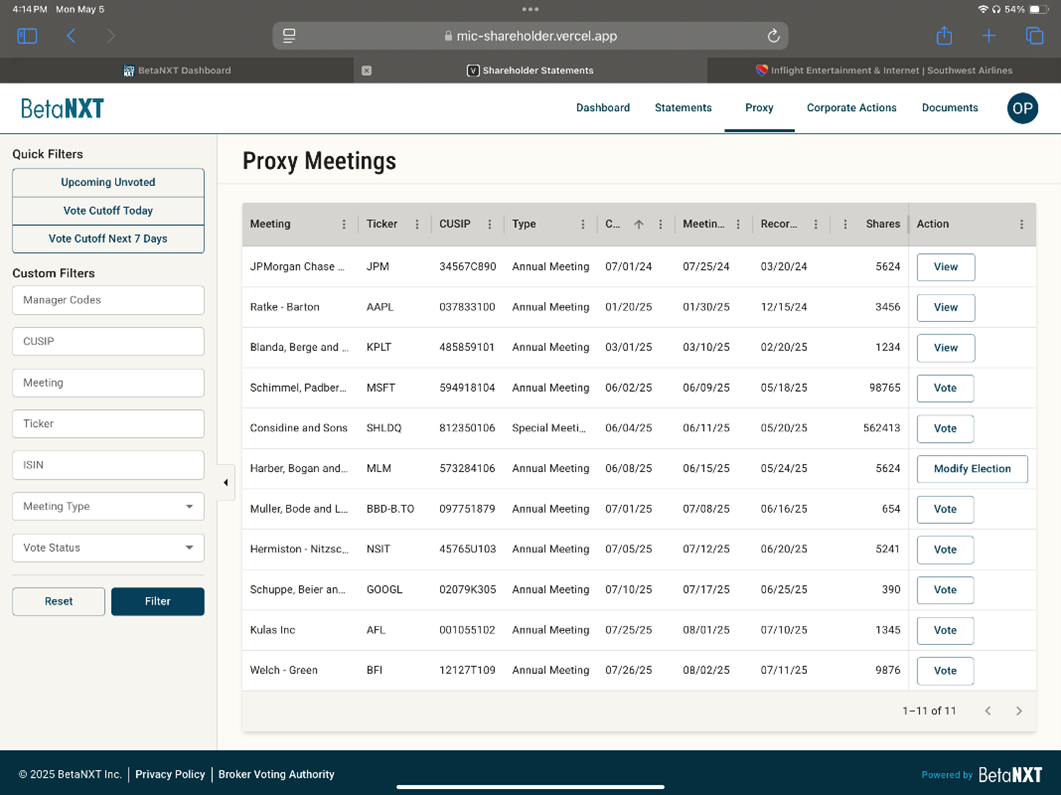 4:14 PM Mon May 5
54%
mic-shareholder.vercel.app
BetaNXT Dashboard
Shareholder Statements
Inflight Entertainment & Internet | Southwest Airlines
BetaNXT
Dashboard Statements Proxy Corporate Actions Documents OP
Quick Filters
Upcoming Unvoted
Vote Cutoff Today
Vote Cutoff Next 7 Days
Custom Filters
Manager Codes
CUSIP
Meeting
Ticker
ISIN
Meeting Type
Vote Status
Reset Filter
Proxy Meetings
Meeting Ticker CUSIP Type C... Meetin... Recor... Shares Action
JPMorgan Chase ... JPM 34567C890 Annual Meeting 07/01/24 07/25/24 03/20/24 5624 View
Ratke - Barton AAPL 037833100 Annual Meeting 01/20/25 01/30/25 12/15/24 3456 View
Blanda, Berge and ... KPLT 485859101 Annual Meeting 03/01/25 03/10/25 02/20/25 1234 View
Schimmel, Padber... MSFT 594918104 Annual Meeting 06/02/25 06/09/25 05/18/25 98765 Vote
Considine and Sons SHLDQ 812350106 Special Meeti... 06/04/25 06/11/25 05/20/25 562413 Vote
Harber, Bogan and... MLM 573284106 Annual Meeting 06/08/25 06/15/25 05/24/25 5624 Modify Election
Muller, Bode and L... BBD-B.TO 097751879 Annual Meeting 07/01/25 07/08/25 06/16/25 654 Vote
Hermiston - Nitzsc... NSIT 45765U103 Annual Meeting 07/05/25 07/12/25 06/20/25 5241 Vote
Schuppe, Beier an... GOOGL 02079K305 Annual Meeting 07/10/25 07/17/25 06/25/25 390 Vote
Kulas Inc AFL 001055102 Annual Meeting 07/25/25 08/01/25 07/10/25 1345 Vote
Welch - Green BFI 12127T109 Annual Meeting 07/26/25 08/02/25 07/11/25 9876 Vote
1–11 of 11
© 2025 BetaNXT Inc. | Privacy Policy | Broker Voting Authority
Powered by BetaNXT